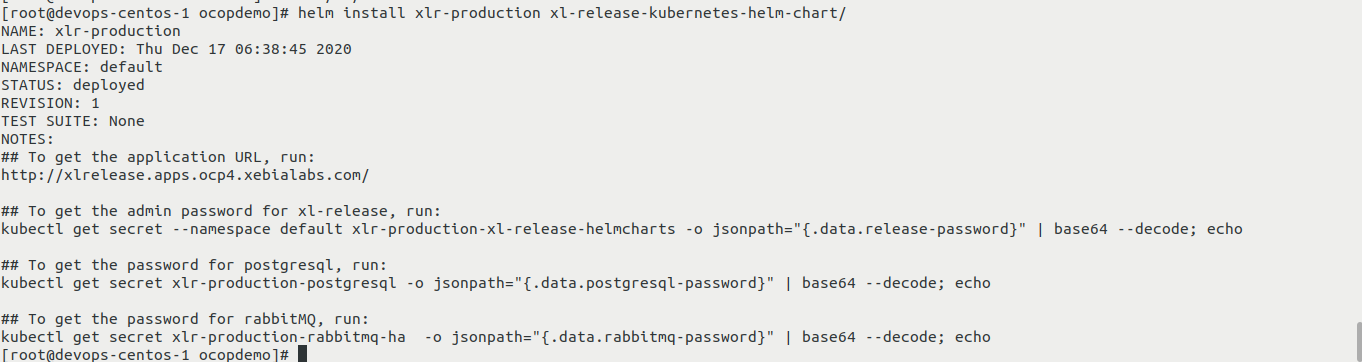 [root@devops-centos-1 ocopdemo]# helm install xlr-production xl-release-kubernetes-helm-chart/
NAME: xlr-production
LAST DEPLOYED: Thu Dec 17 06:38:45 2020
NAMESPACE: default
STATUS: deployed
REVISION: 1
TEST SUITE: None
NOTES:
## To get the application URL, run:
http://xlrelease.apps.ocp4.xebialabs.com/

## To get the admin password for xl-release, run:
kubectl get secret --namespace default xlr-production-xl-release-helmcharts -o jsonpath="{.data.release-password}" | base64 --decode; echo

## To get the password for postgresql, run:
kubectl get secret xlr-production-postgresql -o jsonpath="{.data.postgresql-password}" | base64 --decode; echo

## To get the password for rabbitMQ, run:
kubectl get secret xlr-production-rabbitmq-ha  -o jsonpath="{.data.rabbitmq-password}" | base64 --decode; echo
[root@devops-centos-1 ocopdemo]#